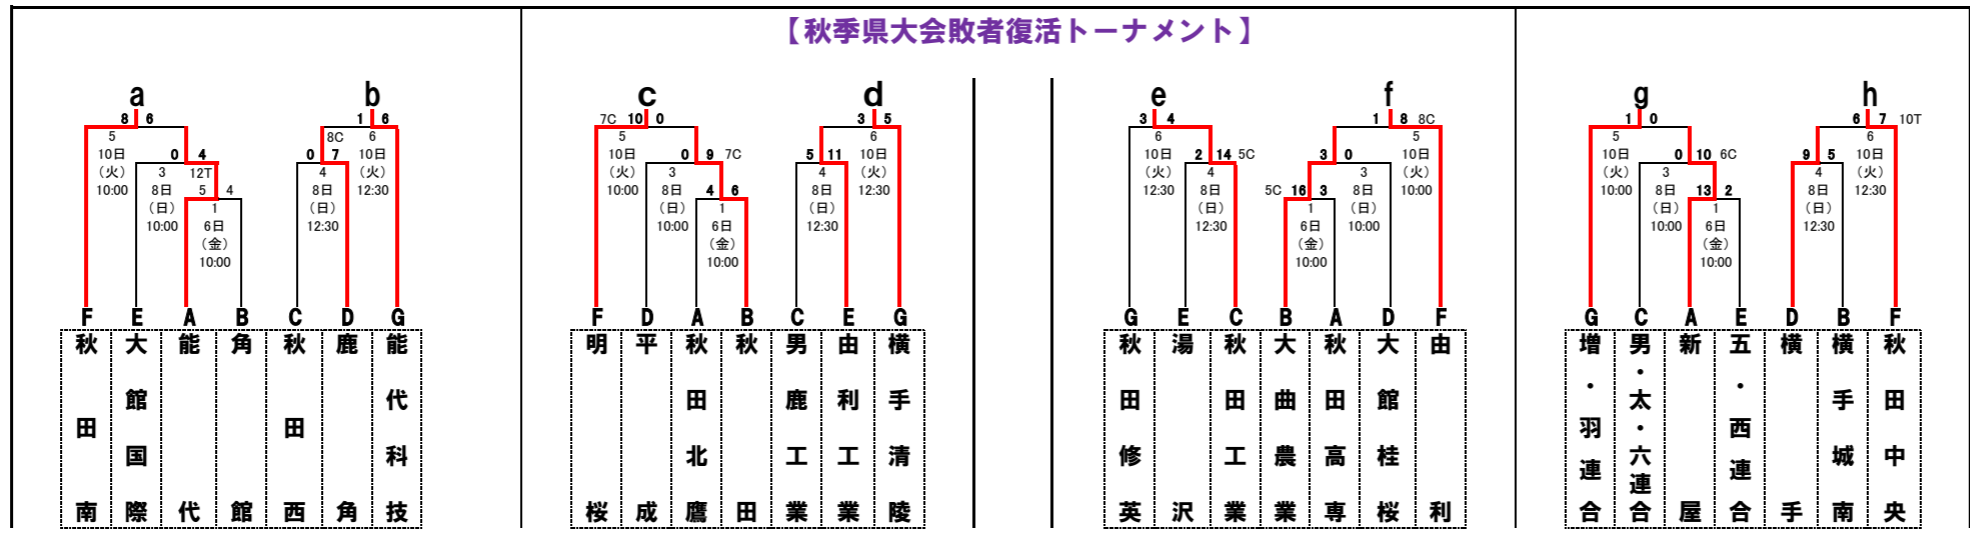 【秋季県大会敗者復活トーナメント】
a b c d e f g h
8 6
5
10日
（火）
10:00
0 4
3
12T
8日
（日）
10:00
5 4
1
6日
（金）
10:00
1 6
8C
6
10日
（火）
12:30
0 7
4
8日
（日）
12:30
7C 10 0
5
10日
（火）
10:00
0 9 7C
3
8日
（日）
10:00
4 6
1
6日
（金）
10:00
3 5
6
10日
（火）
12:30
5 11
4
8日
（日）
12:30
3 4
6
10日
（火）
12:30
2 14 5C
4
8日
（日）
12:30
1 8 8C
5
10日
（火）
10:00
3 0
3
8日
（日）
10:00
5C 16 3
1
6日
（金）
10:00
1 0
5
10日
（火）
10:00
0 10 6C
3
8日
（日）
10:00
13 2
1
6日
（金）
10:00
6 7 10T
6
10日
（火）
12:30
9 5
4
8日
（日）
12:30
F E A B C D G
秋田南
大館国際
能代
角館
秋田西
鹿角
能代科技
F D A B C E G
明桜
平成
秋田北鷹
秋田
男鹿工業
由利工業
横手清陵
G E C B A D F
秋田修英
湯沢
秋田工業
大曲農業
秋田高専
大館桂桜
由利
G C A E D B F
増・羽連合
男・太・六連合
新屋
五・西連合
横手
横手城南
秋田中央